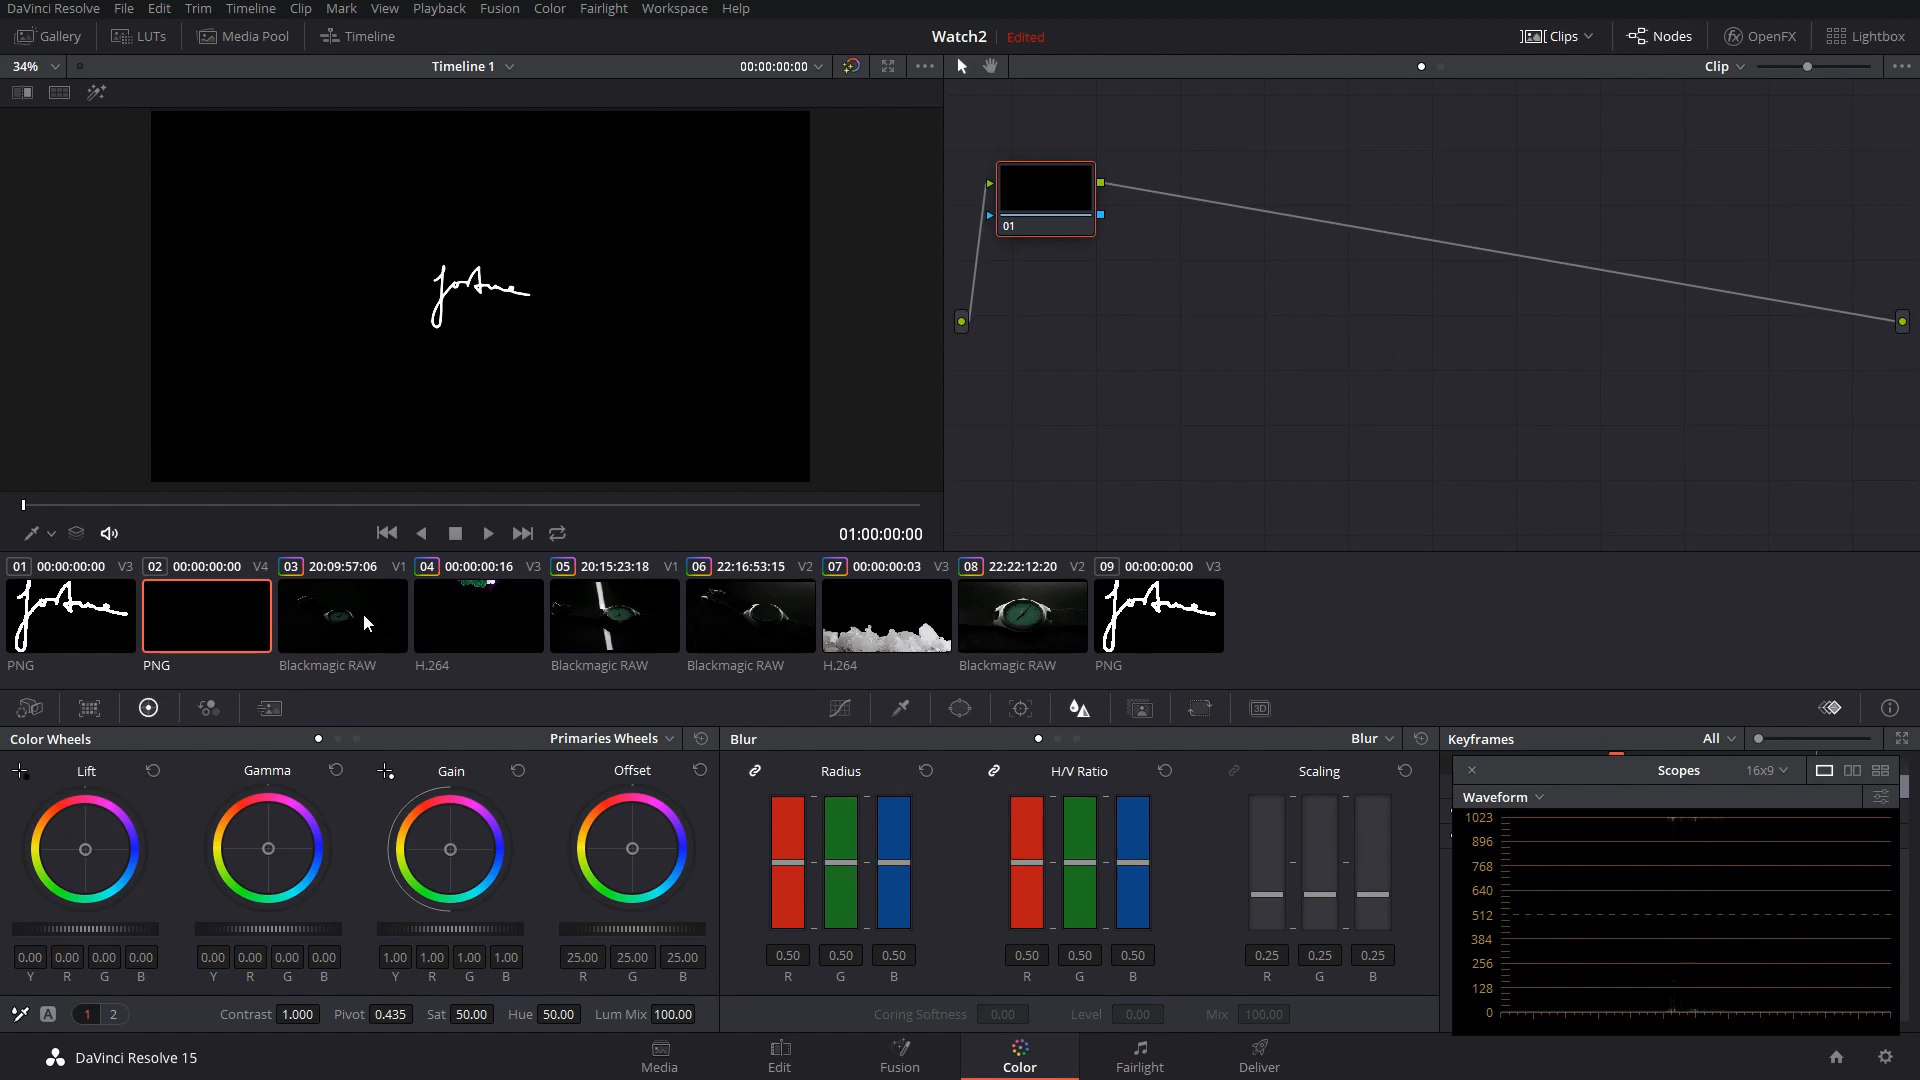 DaVinci Resolve File Edit Trim Timeline Clip Mark View Playback Fusion Color Fairlight Workspace Help
Gallery LUTs Media Pool Timeline Watch2 Edited Clips Nodes fx OpenFX Lightbox
34% Timeline 1 00:00:00:00 Clip
01
01:00:00:00
01 00:00:00:00 V3 02 00:00:00:00 V4 03 20:09:57:06 V1 04 00:00:00:16 V3 05 20:15:23:18 V1 06 22:16:53:15 V2 07 00:00:00:03 V3 08 22:22:12:20 V2 09 00:00:00:00 V3
PNG PNG Blackmagic RAW H.264 Blackmagic RAW Blackmagic RAW H.264 Blackmagic RAW PNG
3D
Color Wheels Primaries Wheels Blur Blur Keyframes All
Lift Gamma Gain Offset Radius H/V Ratio Scaling Scopes 16x9
Waveform
1023
896
768
640
512
384
256
128
0
0.00 0.00 0.00 0.00 0.00 0.00 0.00 0.00 1.00 1.00 1.00 1.00 25.00 25.00 25.00 0.50 0.50 0.50 0.50 0.50 0.50 0.25 0.25 0.25
Y R G B Y R G B Y R G B R G B R G B R G B R G B
A 1 2 Contrast 1.000 Pivot 0.435 Sat 50.00 Hue 50.00 Lum Mix 100.00 Coring Softness 0.00 Level 0.00 Mix 100.00
DaVinci Resolve 15 Media Edit Fusion Color Fairlight Deliver